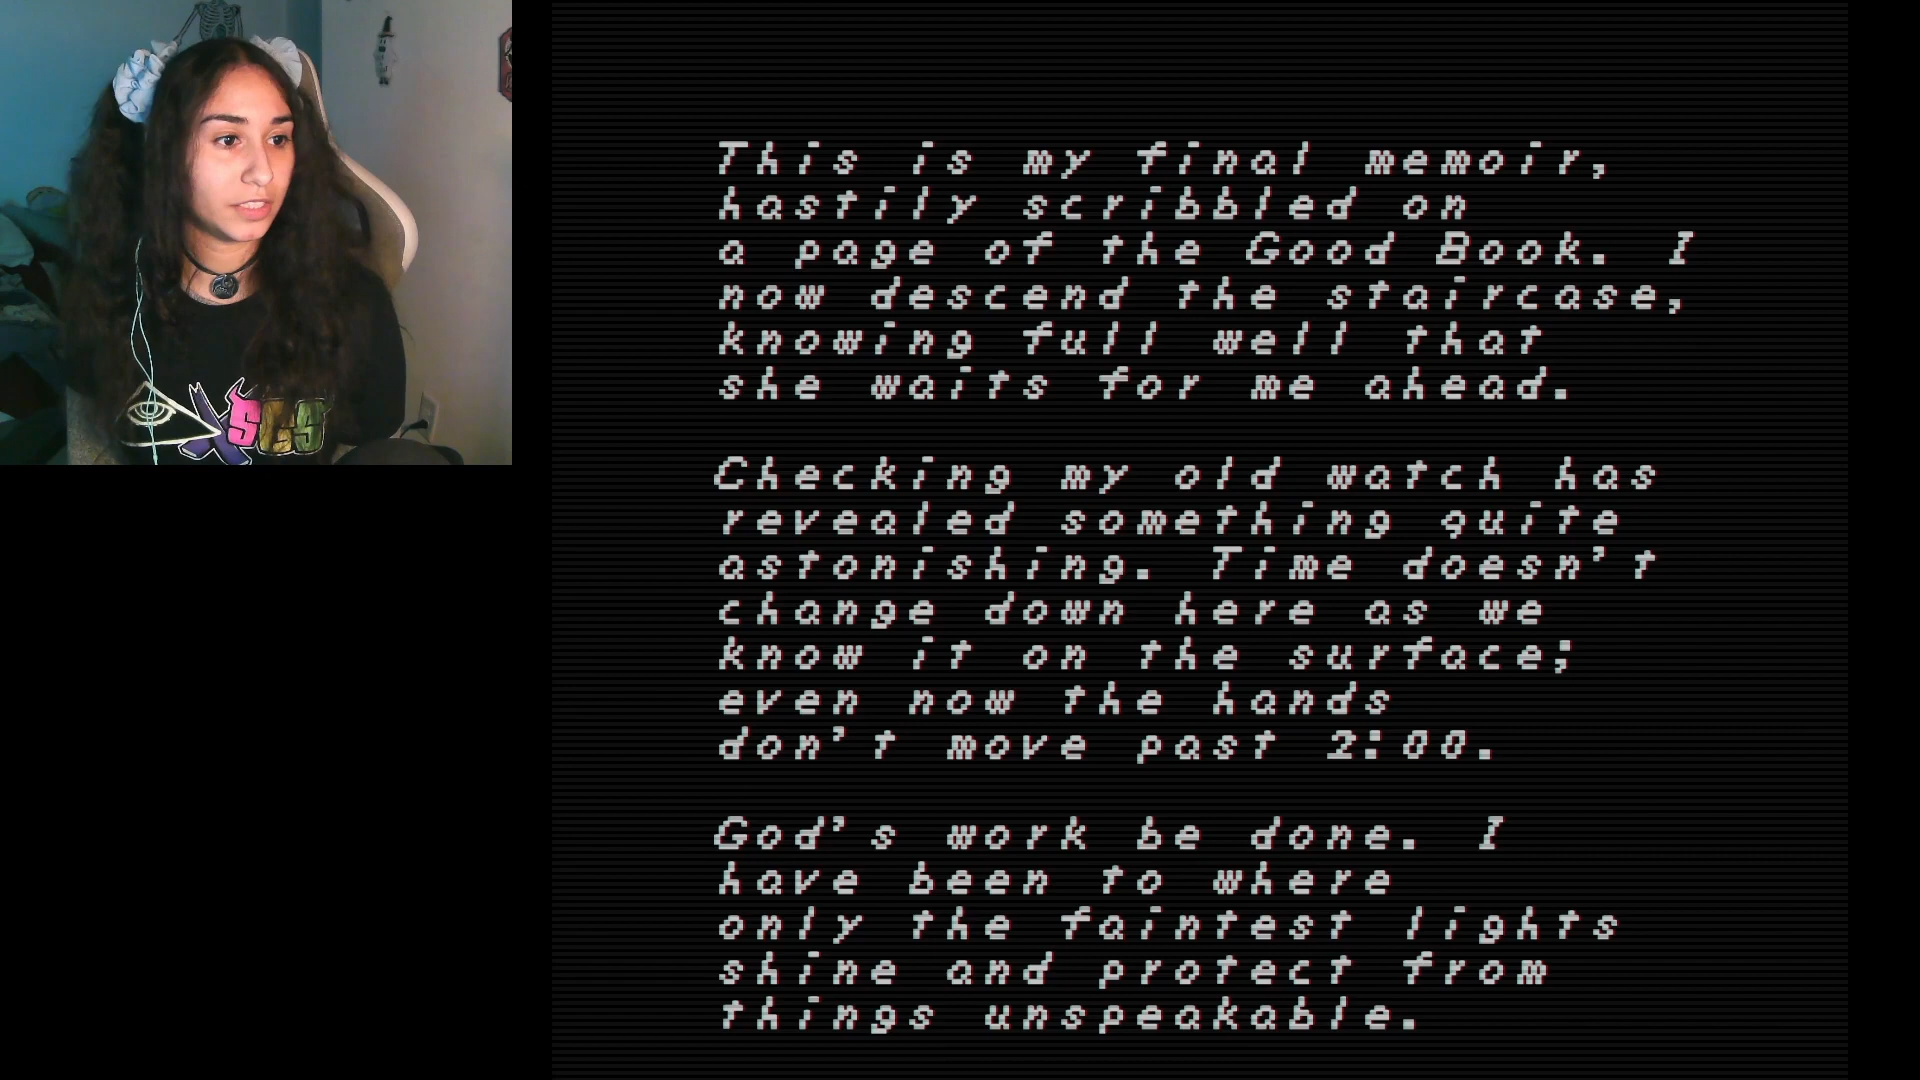 XSGS
This is my final memoir,
hastily scribbled on
a page of the Good Book. I
now descend the staircase,
knowing full well that
she waits for me ahead.
Checking my old watch has
revealed something quite
astonishing. Time doesn't
change down here as we
know it on the surface;
even now the hands
don't move past 2:00.
God's work be done. I
have been to where
only the faintest lights
shine and protect from
things unspeakable.